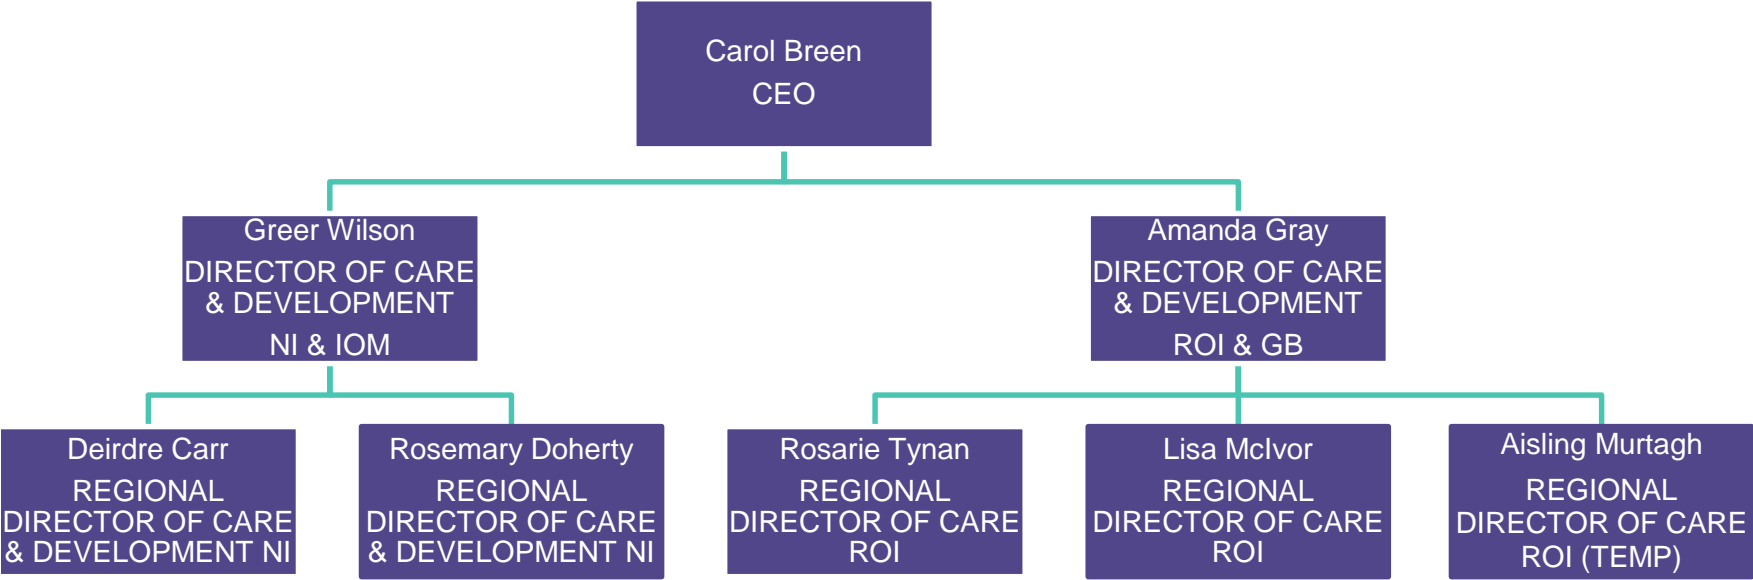 Carol Breen
CEO
Greer Wilson
DIRECTOR OF CARE
& DEVELOPMENT
NI & IOM
Amanda Gray
DIRECTOR OF CARE
& DEVELOPMENT
ROI & GB
Deirdre Carr
REGIONAL
DIRECTOR OF CARE
& DEVELOPMENT NI
Rosemary Doherty
REGIONAL
DIRECTOR OF CARE
& DEVELOPMENT NI
Rosarie Tynan
REGIONAL
DIRECTOR OF CARE
ROI
Lisa McIvor
REGIONAL
DIRECTOR OF CARE
ROI
Aisling Murtagh
REGIONAL
DIRECTOR OF CARE
ROI (TEMP)